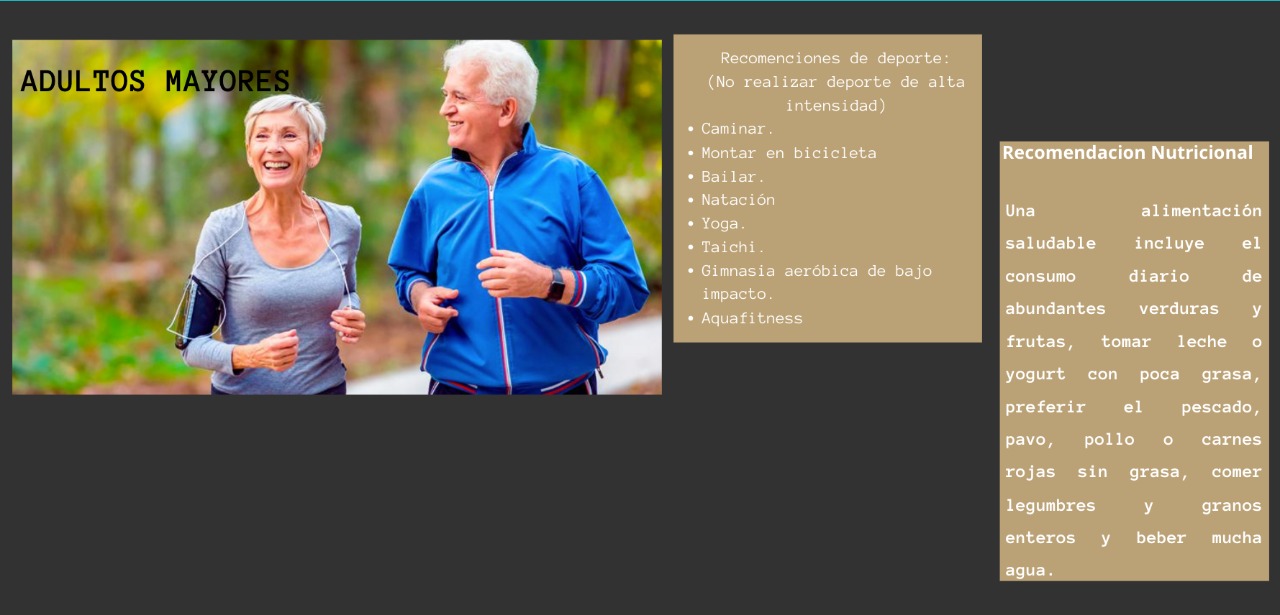 ADULTOS MAYORES
Recomenciones de deporte:
(No realizar deporte de alta
intensidad)
• Caminar.
• Montar en bicicleta
• Bailar.
• Natación
• Yoga.
• Taichi.
• Gimnasia aeróbica de bajo
impacto.
• Aquafitness
Recomendacion Nutricional
Una alimentación
saludable incluye el
consumo diario de
abundantes verduras y
frutas, tomar leche o
yogurt con poca grasa,
preferir el pescado,
pavo, pollo o carnes
rojas sin grasa, comer
legumbres y granos
enteros y beber mucha
agua.